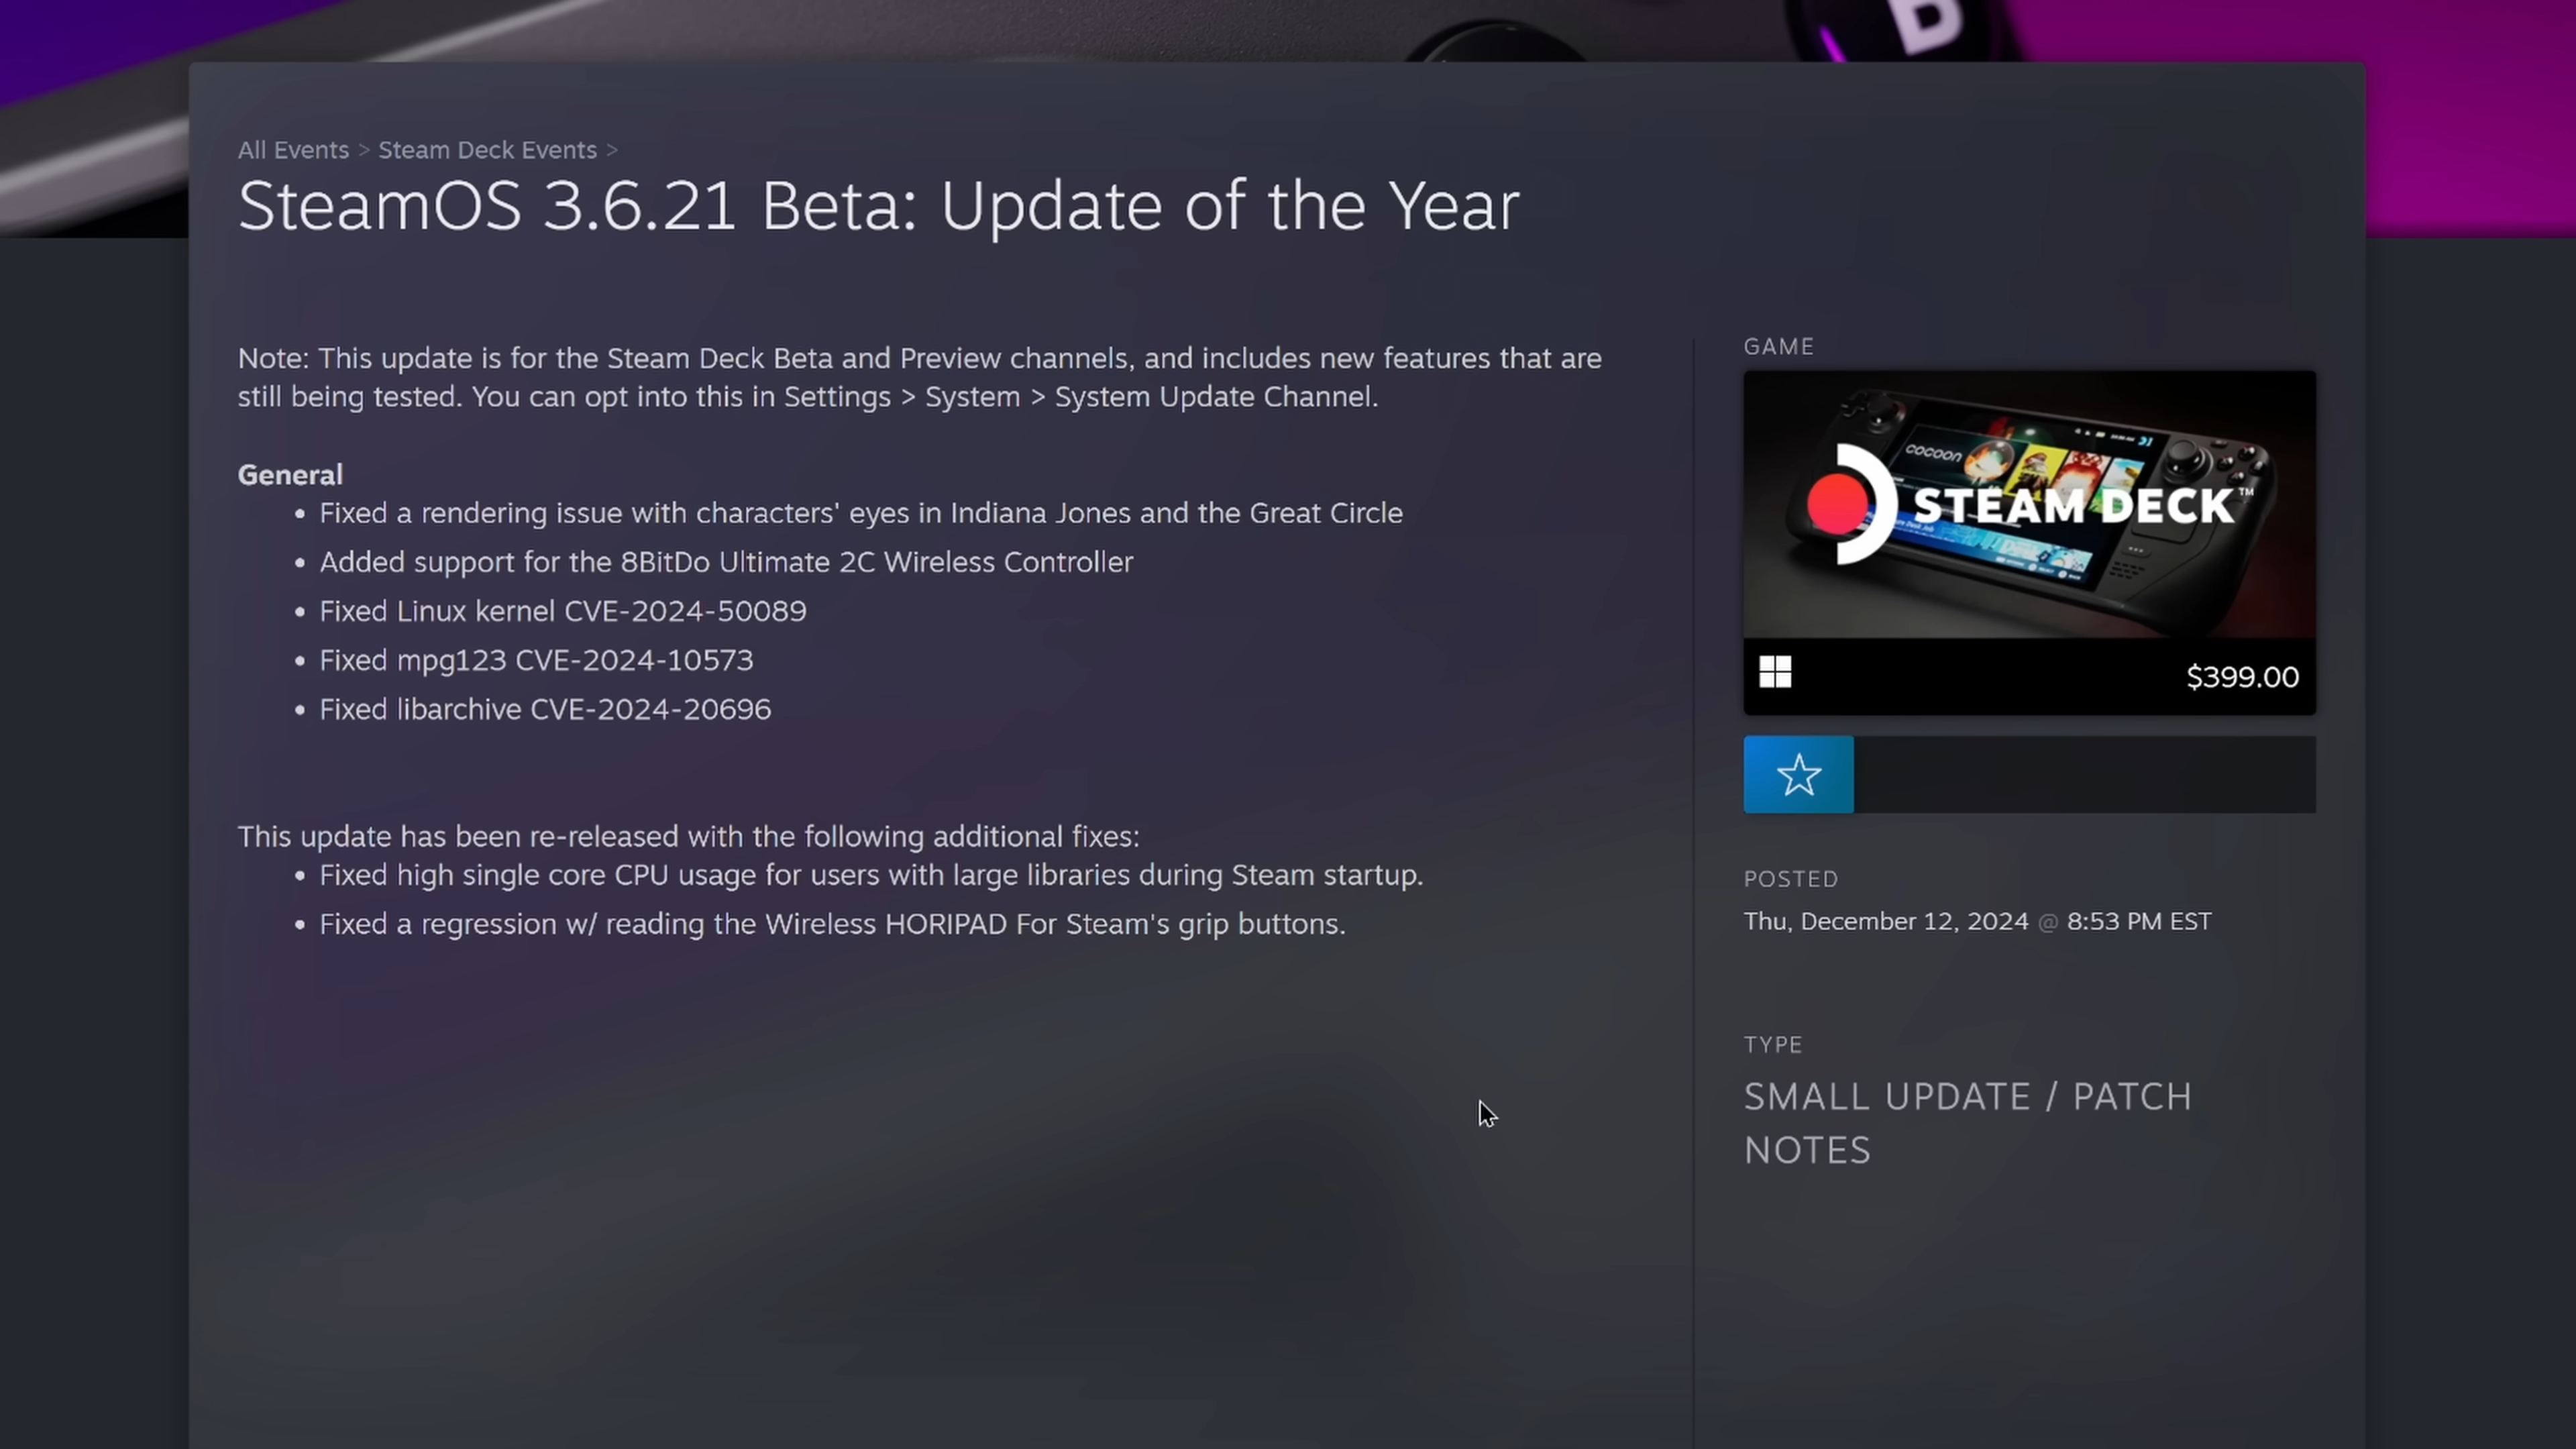 B
All Events > Steam Deck Events >
SteamOS 3.6.21 Beta: Update of the Year
Note: This update is for the Steam Deck Beta and Preview channels, and includes new features that are
still being tested. You can opt into this in Settings > System > System Update Channel.
General
• Fixed a rendering issue with characters' eyes in Indiana Jones and the Great Circle
• Added support for the 8BitDo Ultimate 2C Wireless Controller
• Fixed Linux kernel CVE-2024-50089
• Fixed mpg123 CVE-2024-10573
• Fixed libarchive CVE-2024-20696
This update has been re-released with the following additional fixes:
• Fixed high single core CPU usage for users with large libraries during Steam startup.
• Fixed a regression w/ reading the Wireless HORIPAD For Steam's grip buttons.
GAME
COCOON
STEAM DECK™
$399.00
POSTED
Thu, December 12, 2024 @ 8:53 PM EST
TYPE
SMALL UPDATE / PATCH
NOTES